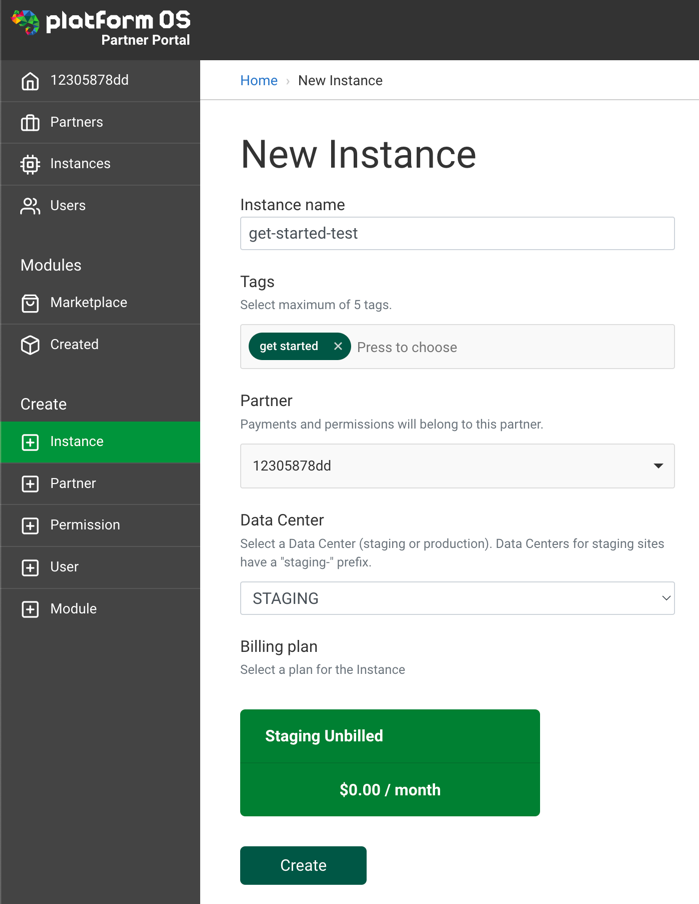 platform OS
Partner Portal
12305878dd
Partners
Instances
Users
Modules
Marketplace
Created
Create
Instance
Partner
Permission
User
Module
Home › New Instance
New Instance
Instance name
get-started-test
Tags
Select maximum of 5 tags.
get started × Press to choose
Partner
Payments and permissions will belong to this partner.
12305878dd
Data Center
Select a Data Center (staging or production). Data Centers for staging sites
have a "staging-" prefix.
STAGING
Billing plan
Select a plan for the Instance
Staging Unbilled
$0.00 / month
Create